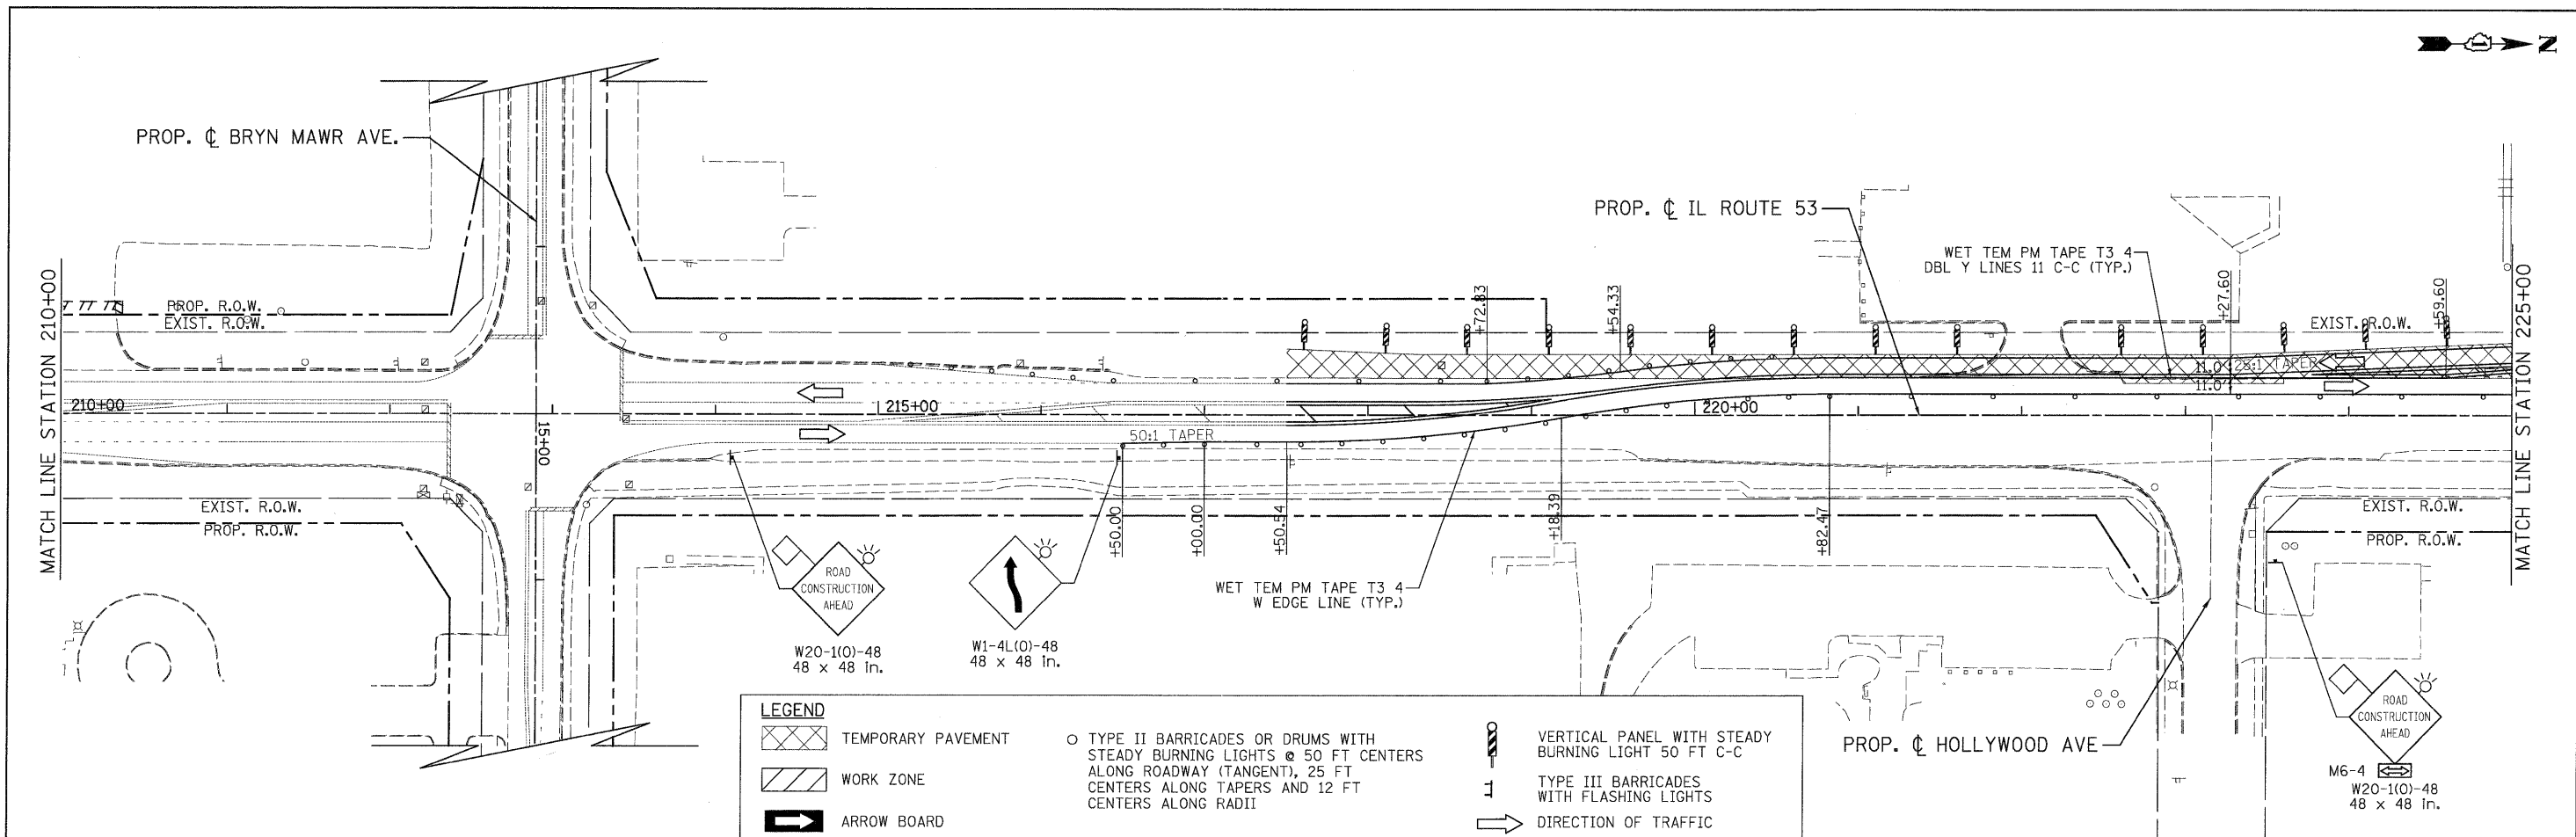 N
PROP. ℄ BRYN MAWR AVE.
PROP. ℄ IL ROUTE 53
WET TEM PM TAPE T3 4
DBL Y LINES 11 C-C (TYP.)
MATCH LINE STATION 210+00
PROP. R.O.W.
EXIST. R.O.W.
+72.83
+54.33
+27.60
+59.60
EXIST. R.O.W.
MATCH LINE STATION 225+00
11.0'
25:1 TAPER
11.0'
210+00
215+00
220+00
15+00
50:1 TAPER
EXIST. R.O.W.
PROP. R.O.W.
+50.00
+00.00
+50.54
+18.39
+82.47
EXIST. R.O.W.
PROP. R.O.W.
ROAD
CONSTRUCTION
AHEAD
W20-1(O)-48
48 x 48 in.
W1-4L(O)-48
48 x 48 in.
WET TEM PM TAPE T3 4
W EDGE LINE (TYP.)
PROP. ℄ HOLLYWOOD AVE
ROAD
CONSTRUCTION
AHEAD
M6-4
W20-1(O)-48
48 x 48 in.
LEGEND
TEMPORARY PAVEMENT
WORK ZONE
ARROW BOARD
TYPE II BARRICADES OR DRUMS WITH
STEADY BURNING LIGHTS @ 50 FT CENTERS
ALONG ROADWAY (TANGENT), 25 FT
CENTERS ALONG TAPERS AND 12 FT
CENTERS ALONG RADII
VERTICAL PANEL WITH STEADY
BURNING LIGHT 50 FT C-C
TYPE III BARRICADES
WITH FLASHING LIGHTS
DIRECTION OF TRAFFIC